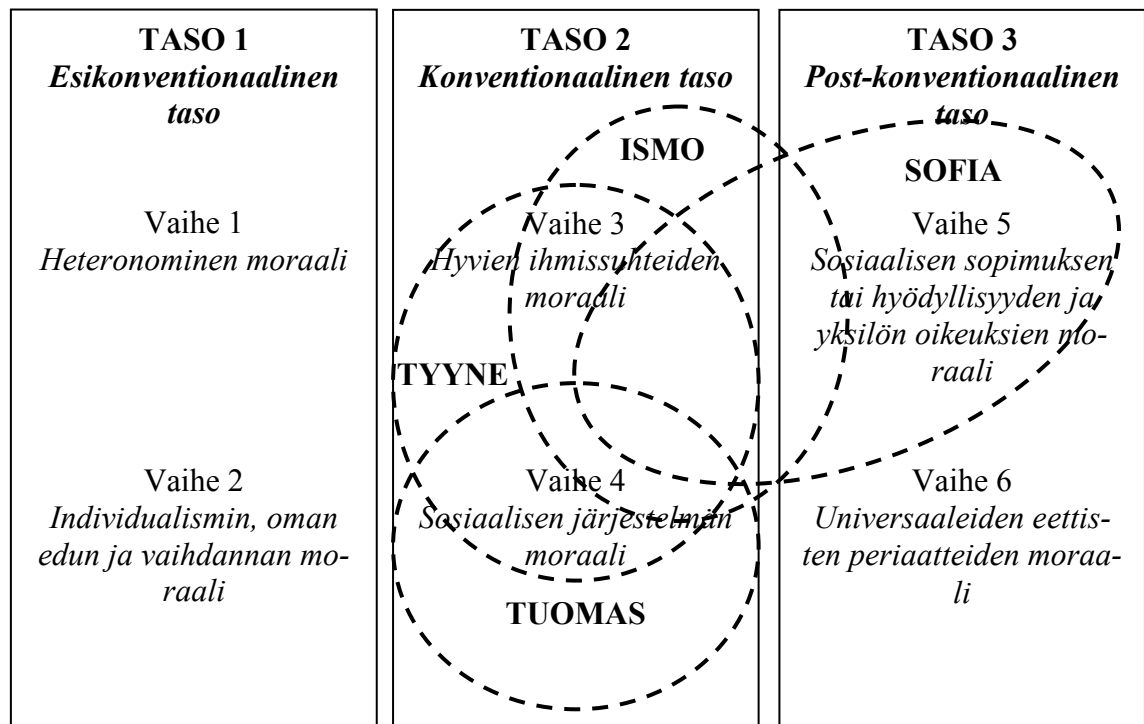 TASO 1
Esikonventionaalinen
taso
Vaihe 1
Heteronominen moraali
Vaihe 2
Individualismin, oman
edun ja vaihdannan mo-
raali
TASO 2
Konventionaalinen taso
ISMO
Vaihe 3
Hyvien ihmissuhteiden
moraali
TYYNE
Vaihe 4
Sosiaalisen järjestelmän
moraali
TUOMAS
TASO 3
Post-konventionaalinen
taso
SOFIA
Vaihe 5
Sosiaalisen sopimuksen
tai hyödyllisyyden ja
yksilön oikeuksien mo-
raali
Vaihe 6
Universaaleiden eettis-
ten periaatteiden moraa-
li